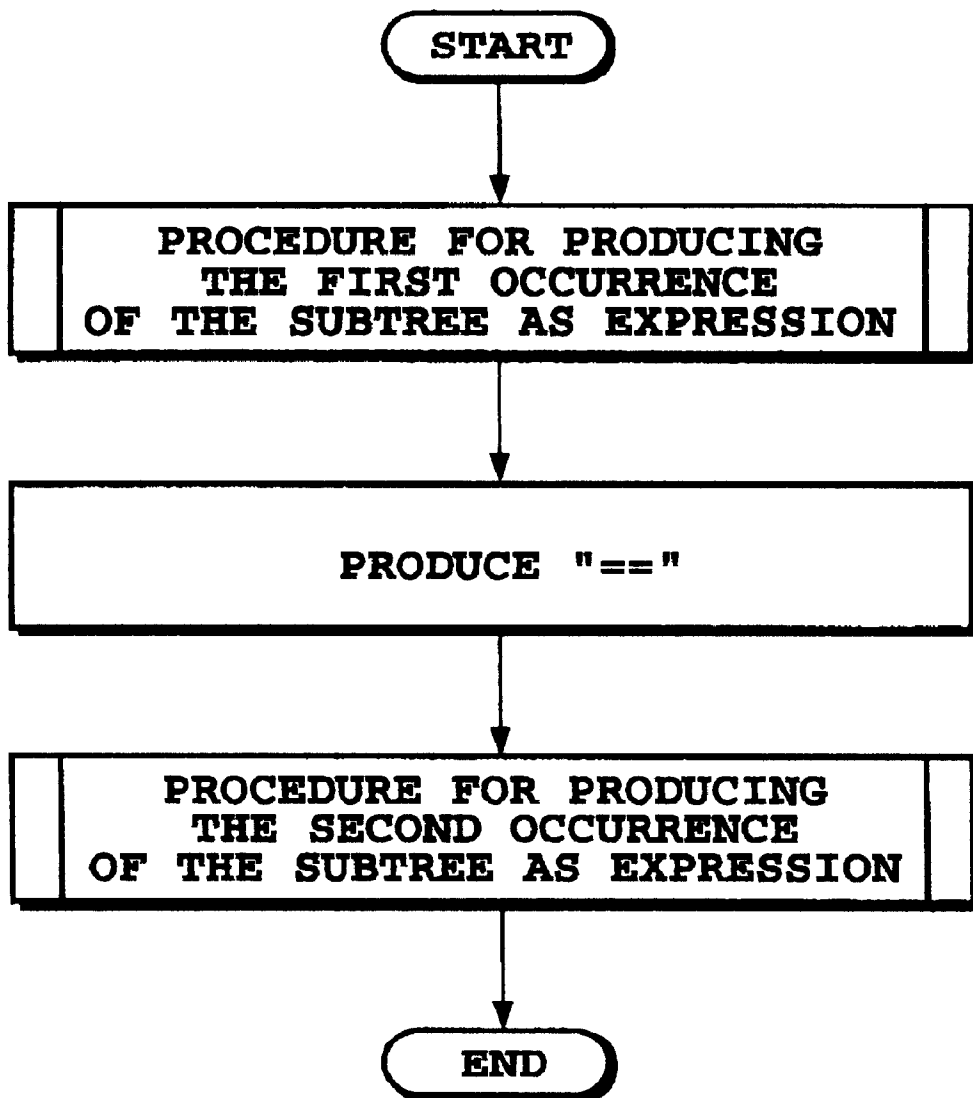 START
PROCEDURE FOR PRODUCING
THE FIRST OCCURRENCE
OF THE SUBTREE AS EXPRESSION
PRODUCE "=="
PROCEDURE FOR PRODUCING
THE SECOND OCCURRENCE
OF THE SUBTREE AS EXPRESSION
END